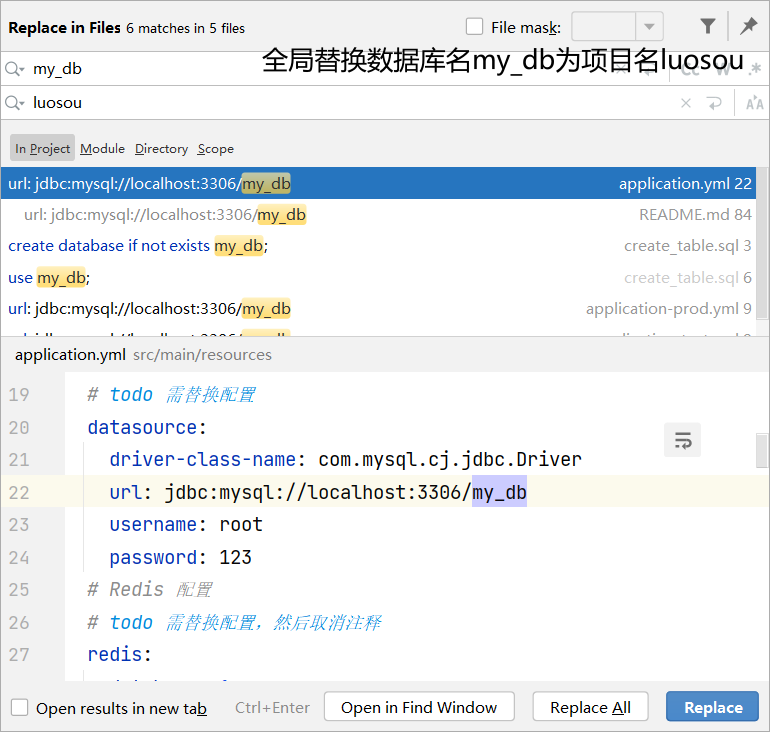 Replace in Files 6 matches in 5 files
File mask:
my_db
全局替换数据库名my_db为项目名luosou
luosou
In Project Module Directory Scope
url: jdbc:mysql://localhost:3306/my_db application.yml 22
url: jdbc:mysql://localhost:3306/my_db README.md 84
create database if not exists my_db; create_table.sql 3
use my_db; create_table.sql 6
url: jdbc:mysql://localhost:3306/my_db application-prod.yml 9
application.yml src/main/resources
19 # todo 需替换配置
20 datasource:
21 driver-class-name: com.mysql.cj.jdbc.Driver
22 url: jdbc:mysql://localhost:3306/my_db
23 username: root
24 password: 123
25 # Redis 配置
26 # todo 需替换配置，然后取消注释
27 redis:
Open results in new tab Ctrl+Enter Open in Find Window Replace All Replace